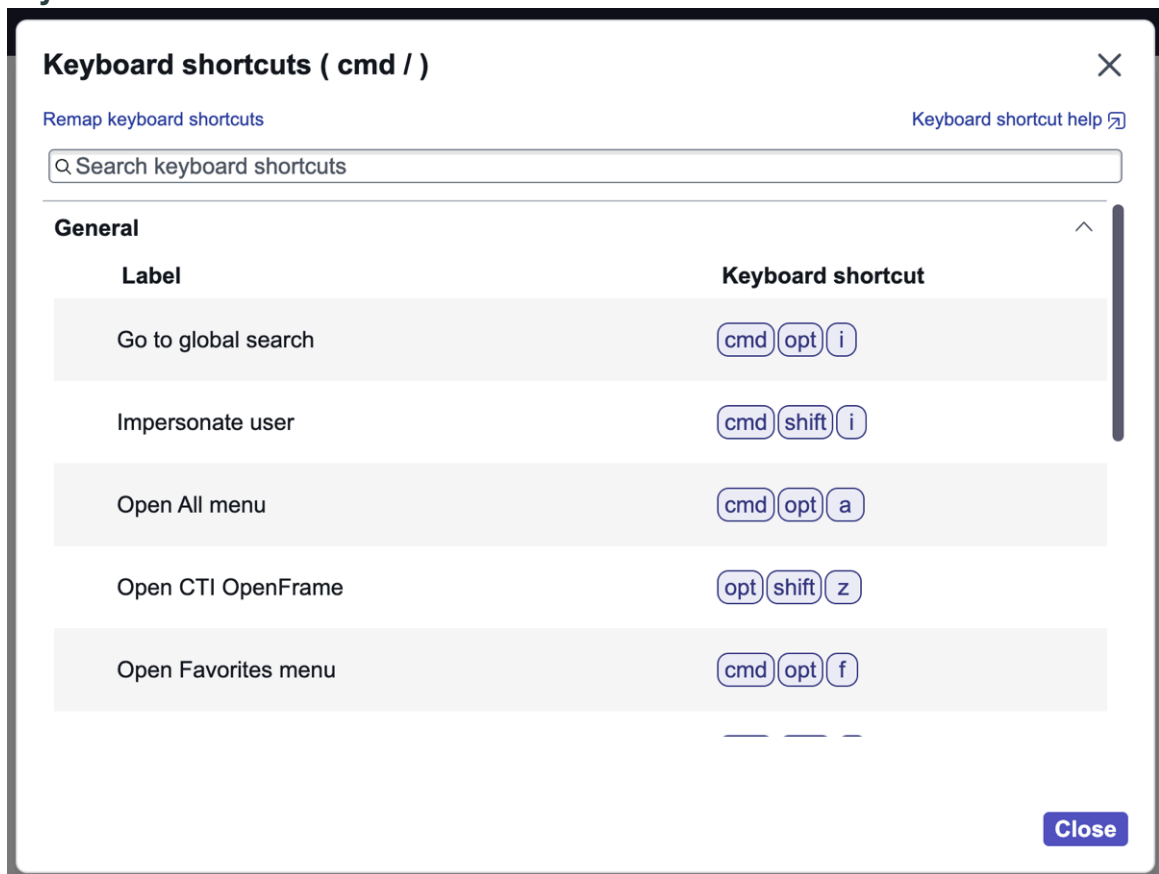 Keyboard shortcuts ( cmd / )
Remap keyboard shortcuts
Keyboard shortcut help
Search keyboard shortcuts
General
Label Keyboard shortcut
Go to global search cmd opt i
Impersonate user cmd shift i
Open All menu cmd opt a
Open CTI OpenFrame opt shift z
Open Favorites menu cmd opt f
Close